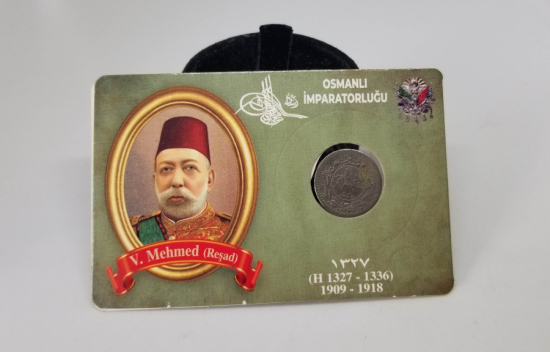 OSMANLI
İMPARATORLUĞU
V. Mehmed (Reşad)
١٣٢٧
(H 1327 - 1336)
1909 - 1918